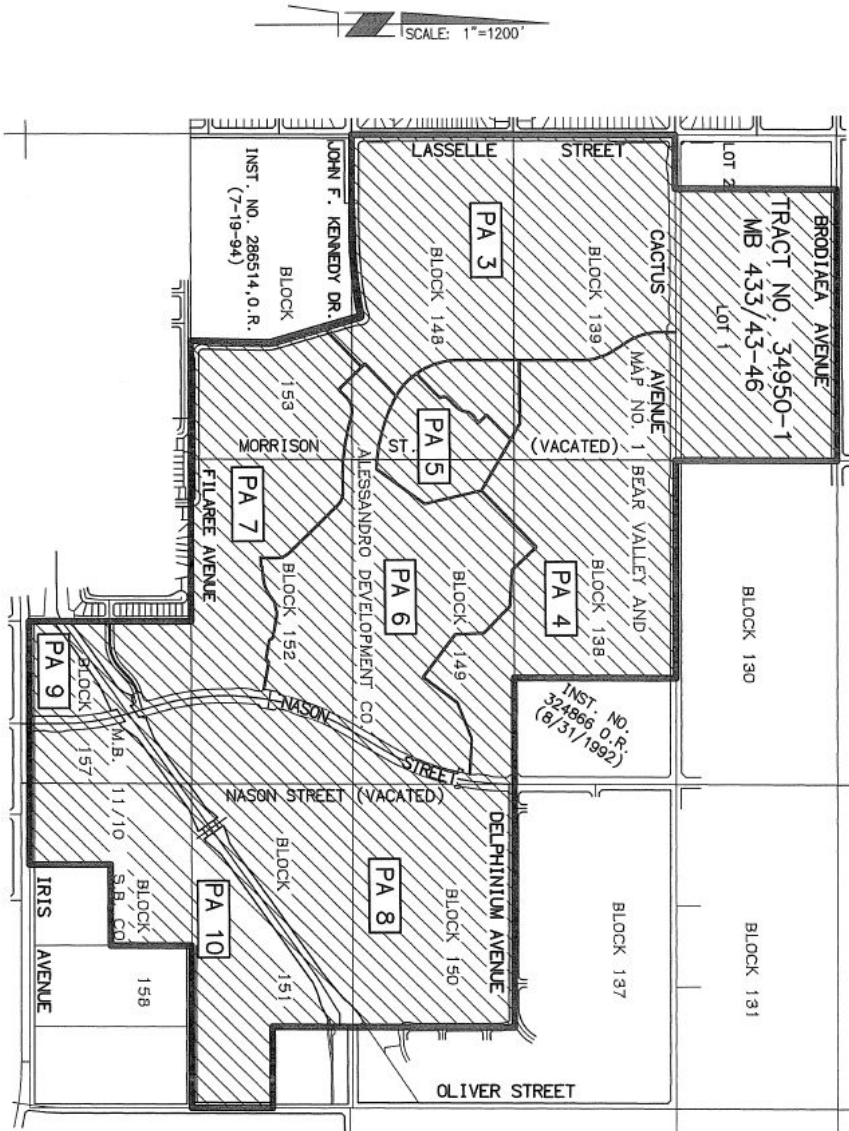 SCALE: 1"=1200'
LASSELLE STREET
LOT 2
BRODIAEA AVENUE
TRACT NO. 34950-1
MB 433/43-46
LOT 1
JOHN F. KENNEDY DR.
INST. NO. 286514,O.R.
(7-19-94)
BLOCK
153
PA 3
BLOCK 148
BLOCK 139
CACTUS AVENUE
MAP NO. 1 BEAR VALLEY AND
ALESSANDRO DEVELOPMENT CO.
MORRISON ST. (VACATED)
PA 5
PA 7
FILAREE AVENUE
PA 6
PA 4
BLOCK 152
BLOCK 149
BLOCK 138
BLOCK 130
INST. NO.
324866 O.R.
(8/31/1992)
PA 9
BLOCK 157
NASON STREET
NASON STREET (VACATED)
M.B. 11/10 S.B. CO.
DELPHINIUM AVENUE
PA 8
PA 10
BLOCK 151
BLOCK 150
BLOCK 137
BLOCK 131
IRIS AVENUE
BLOCK 158
OLIVER STREET